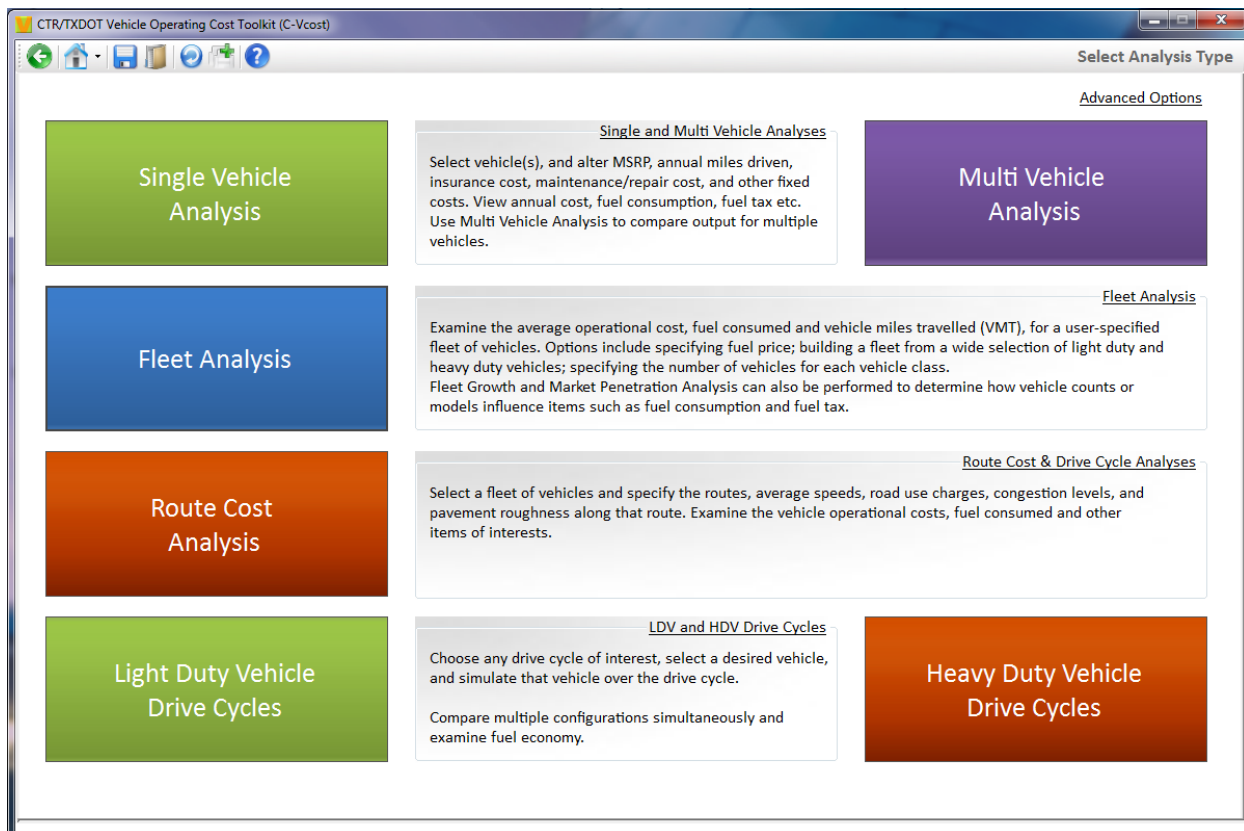 CTR/TXDOT Vehicle Operating Cost Toolkit (C-Vcost)
Select Analysis Type
Advanced Options
Single Vehicle
Analysis
Single and Multi Vehicle Analyses
Select vehicle(s), and alter MSRP, annual miles driven,
insurance cost, maintenance/repair cost, and other fixed
costs. View annual cost, fuel consumption, fuel tax etc.
Use Multi Vehicle Analysis to compare output for multiple
vehicles.
Multi Vehicle
Analysis
Fleet Analysis
Fleet Analysis
Examine the average operational cost, fuel consumed and vehicle miles travelled (VMT), for a user-specified
fleet of vehicles. Options include specifying fuel price; building a fleet from a wide selection of light duty and
heavy duty vehicles; specifying the number of vehicles for each vehicle class.
Fleet Growth and Market Penetration Analysis can also be performed to determine how vehicle counts or
models influence items such as fuel consumption and fuel tax.
Route Cost
Analysis
Route Cost & Drive Cycle Analyses
Select a fleet of vehicles and specify the routes, average speeds, road use charges, congestion levels, and
pavement roughness along that route. Examine the vehicle operational costs, fuel consumed and other
items of interests.
Light Duty Vehicle
Drive Cycles
LDV and HDV Drive Cycles
Choose any drive cycle of interest, select a desired vehicle,
and simulate that vehicle over the drive cycle.
Compare multiple configurations simultaneously and
examine fuel economy.
Heavy Duty Vehicle
Drive Cycles